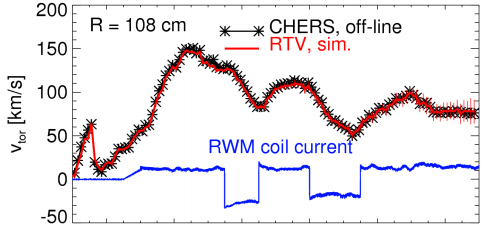 200
R = 108 cm
CHERS, off-line
RTV, sim.
150
100
50
0
-50
v_tor [km/s]
RWM coil current